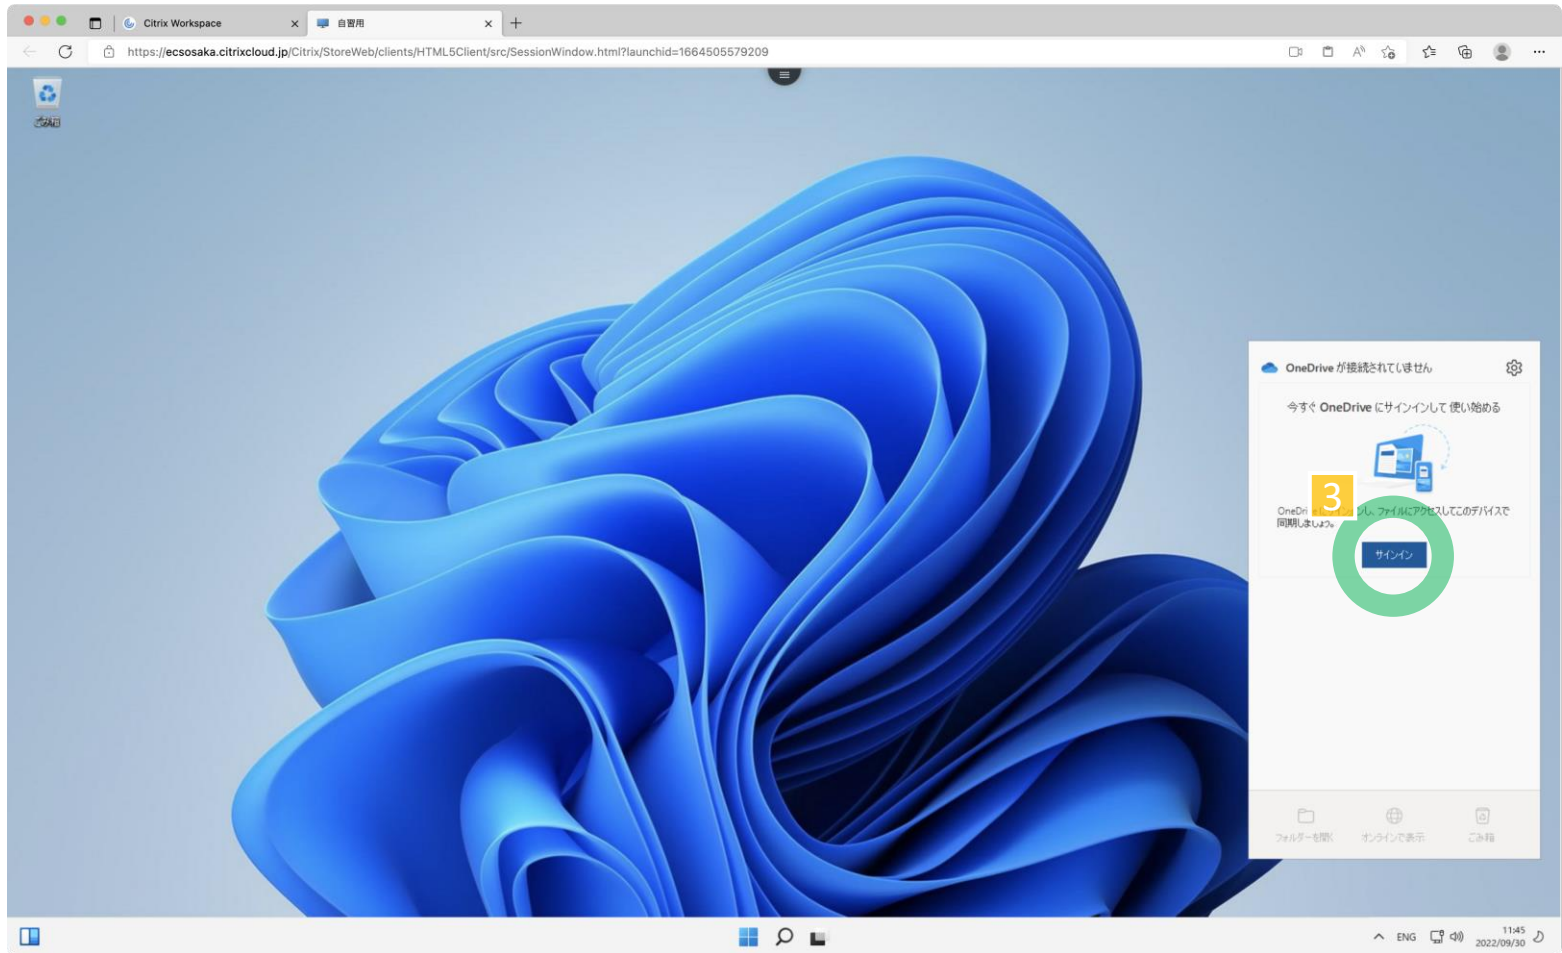 Citrix Workspace
自習用
https://ecsosaka.citrixcloud.jp/Citrix/StoreWeb/clients/HTML5Client/src/SessionWindow.html?launchid=1664505579209
ごみ箱
OneDrive が接続されていません
今すぐ OneDrive にサインインして 使い始める
3
OneDri し、ファイルにアクセスしてこのデバイスで
同期しましょう。
サインイン
フォルダーを開く
オンラインで表示
ごみ箱
ENG
11:45
2022/09/30